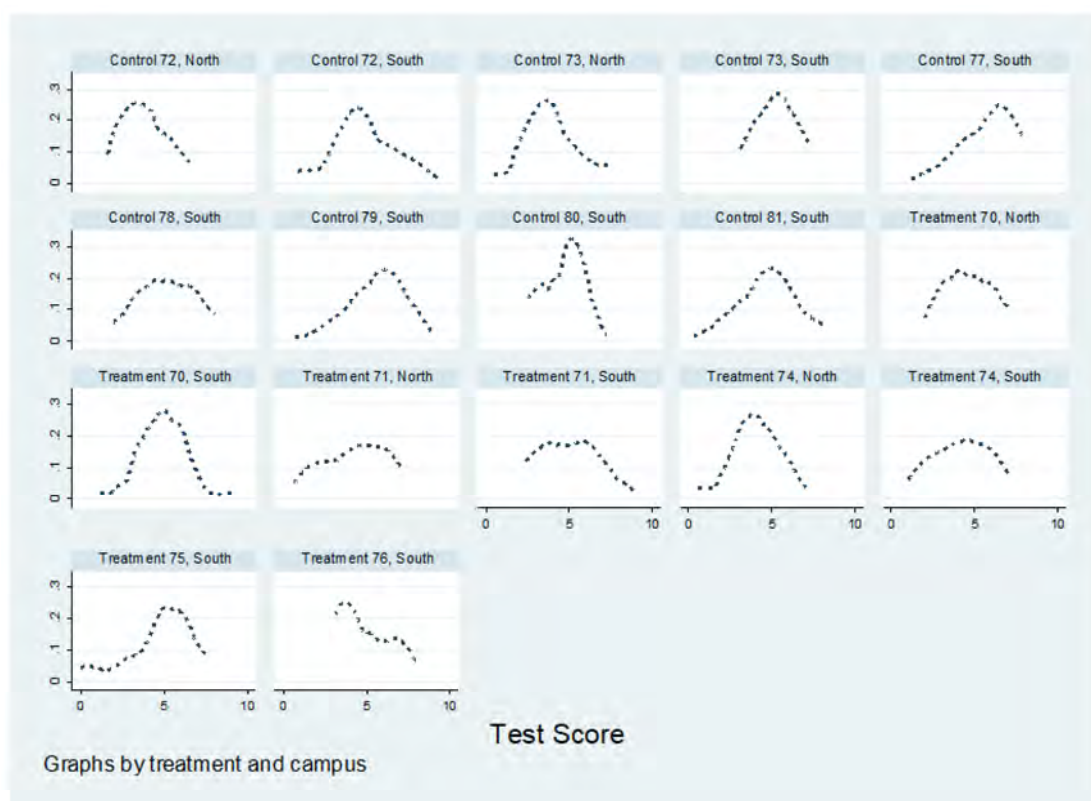 Control 72, North Control 72, South Control 73, North Control 73, South Control 77, South
.3
.2
.1
0
Control 78, South Control 79, South Control 80, South Control 81, South Treatment 70, North
.3
.2
.1
0
Treatment 70, South Treatment 71, North Treatment 71, South Treatment 74, North Treatment 74, South
.3
.2
.1
0
0 5 10 0 5 10 0 5 10
Treatment 75, South Treatment 76, South
.3
.2
.1
0
0 5 10 0 5 10
Test Score
Graphs by treatment and campus